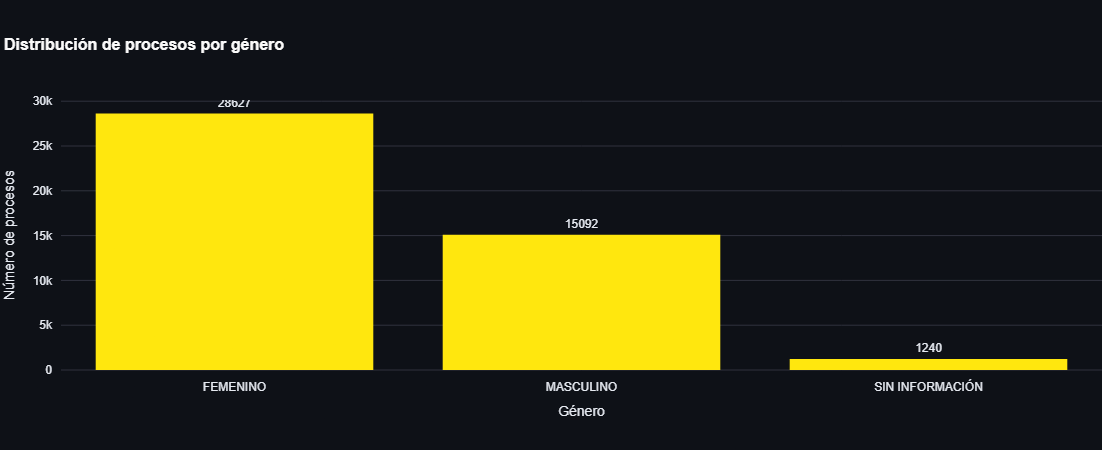 Distribución de procesos por género
30k
25k
20k
15k
10k
5k
0
Número de procesos
28627
15092
1240
FEMENINO
MASCULINO
SIN INFORMACIÓN
Género